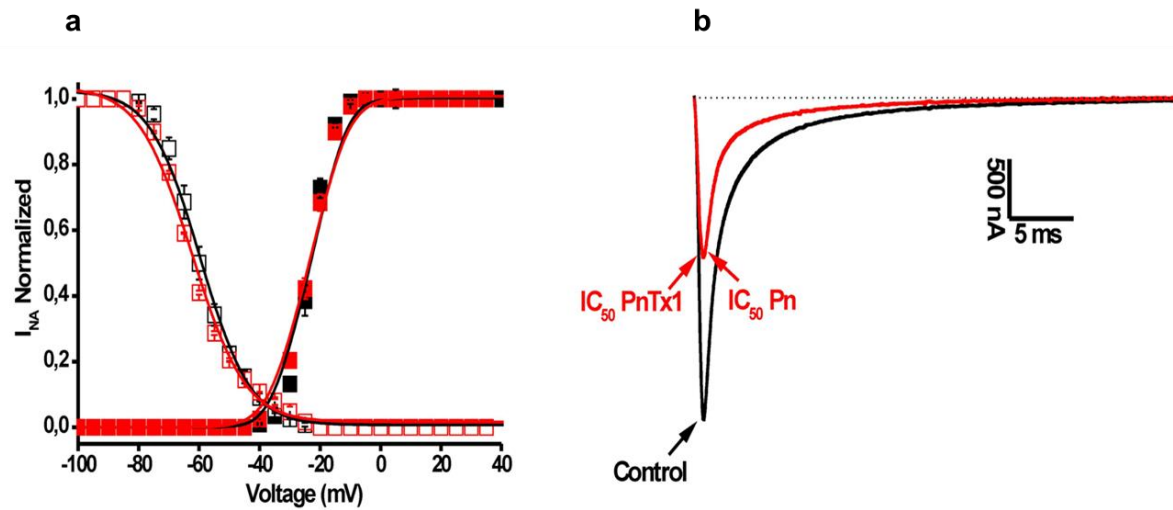 a
b
1,0
0,8
0,6
0,4
0,2
0,0
I_NA Normalized
-100 -80 -60 -40 -20 0 20 40
Voltage (mV)
500 nA
5 ms
IC50 PnTx1
IC50 Pn
Control